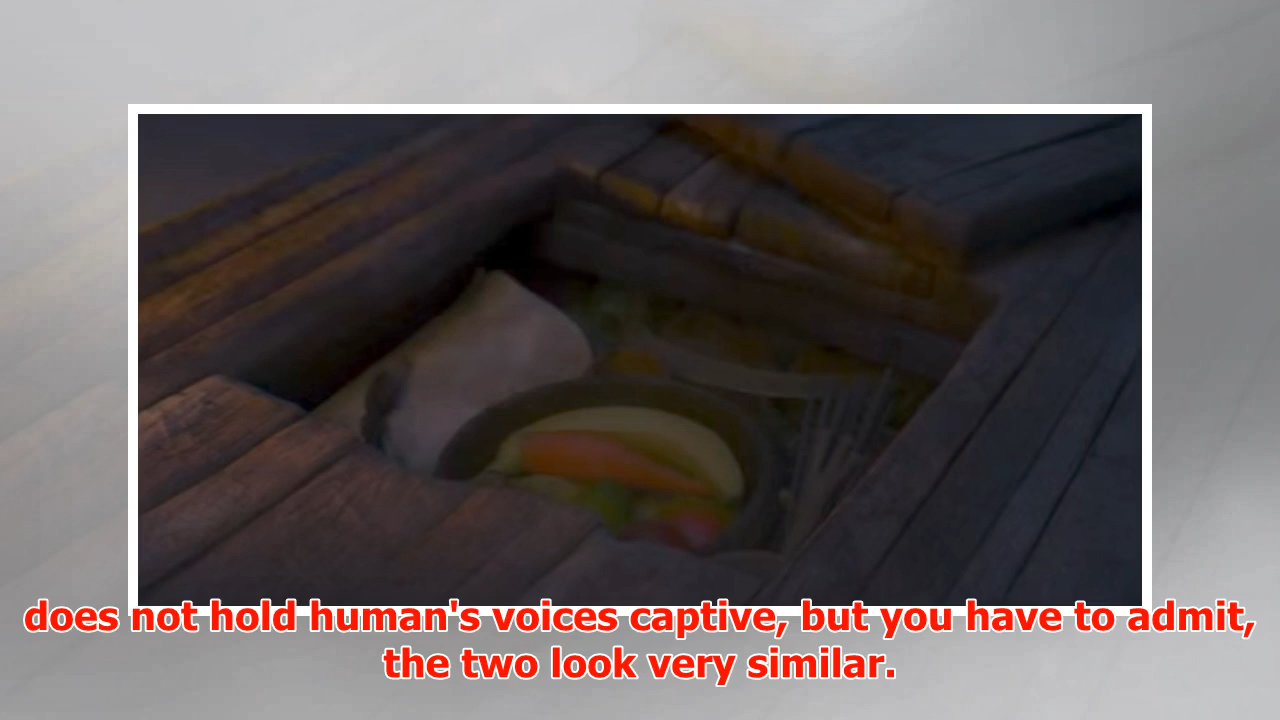 does not hold human's voices captive, but you have to admit,
the two look very similar.